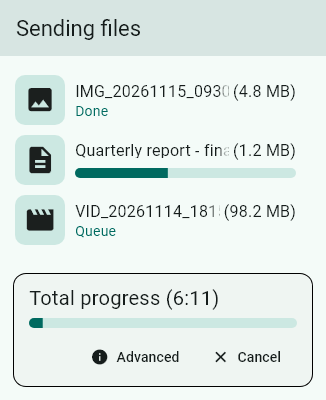 Sending files
IMG_20261115_0930 (4.8 MB)
Done
Quarterly report - fina (1.2 MB)
VID_20261114_181 (98.2 MB)
Queue
Total progress (6:11)
Advanced
Cancel